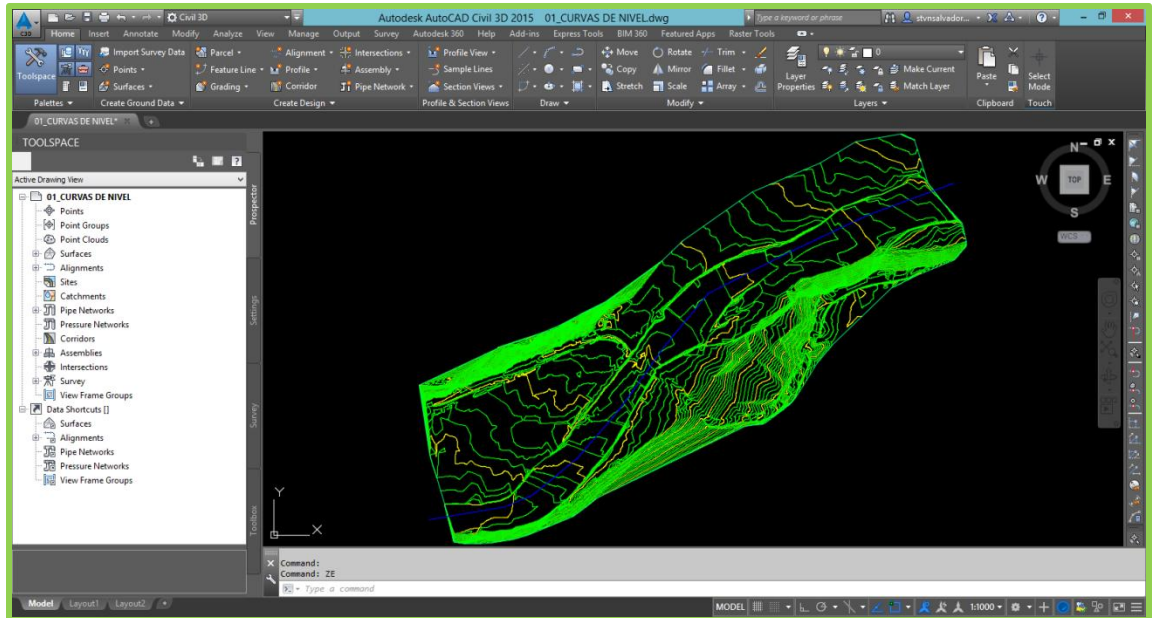 Civil 3D
Autodesk AutoCAD Civil 3D 2015 01_CURVAS DE NIVEL.dwg
Type a keyword or phrase
stvnsalvador...
C3D
Home Insert Annotate Modify Analyze View Manage Output Survey Autodesk 360 Help Add-ins Express Tools BIM 360 Featured Apps Raster Tools
Import Survey Data Parcel Alignment Intersections Profile View Move Rotate Trim 0
Toolspace Points Feature Line Profile Assembly Sample Lines Copy Mirror Fillet Layer Properties Make Current Paste Select Mode
Surfaces Grading Corridor Pipe Network Section Views Stretch Scale Array Match Layer
Palettes Create Ground Data Create Design Profile & Section Views Draw Modify Layers Clipboard Touch
01_CURVAS DE NIVEL*
TOOLSPACE
Active Drawing View
01_CURVAS DE NIVEL
Points
Point Groups
Point Clouds
Surfaces
Alignments
Sites
Catchments
Pipe Networks
Pressure Networks
Corridors
Assemblies
Intersections
Survey
View Frame Groups
Data Shortcuts []
Surfaces
Alignments
Pipe Networks
Pressure Networks
View Frame Groups
Prospector
Settings
Survey
Toolbox
N
W TOP E
S
WCS
Y
X
Command:
Command: ZE
Type a command
Model Layout1 Layout2 +
MODEL 1:1000